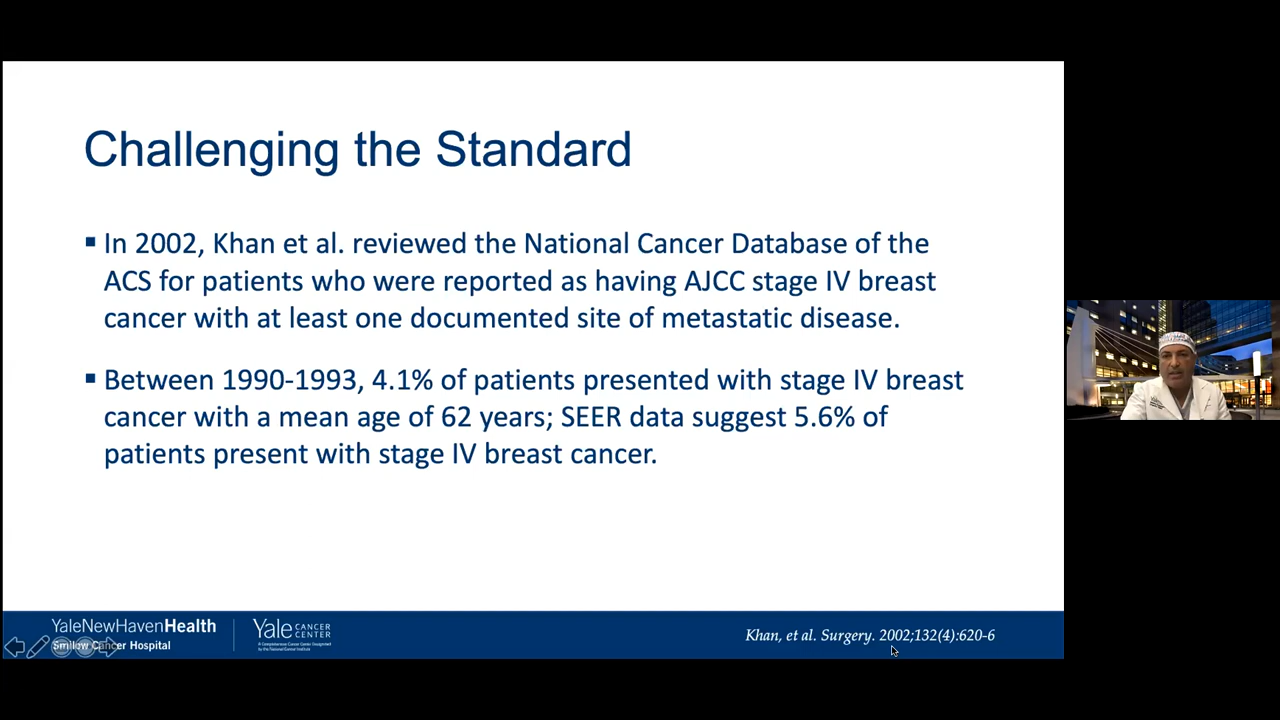 Challenging the Standard
▪ In 2002, Khan et al. reviewed the National Cancer Database of the
ACS for patients who were reported as having AJCC stage IV breast
cancer with at least one documented site of metastatic disease.
▪ Between 1990-1993, 4.1% of patients presented with stage IV breast
cancer with a mean age of 62 years; SEER data suggest 5.6% of
patients present with stage IV breast cancer.
YaleNewHavenHealth
Smilow Cancer Hospital
Yale CANCER
CENTER
A Comprehensive Cancer Center Designated
by the National Cancer Institute
Khan, et al. Surgery. 2002;132(4):620-6